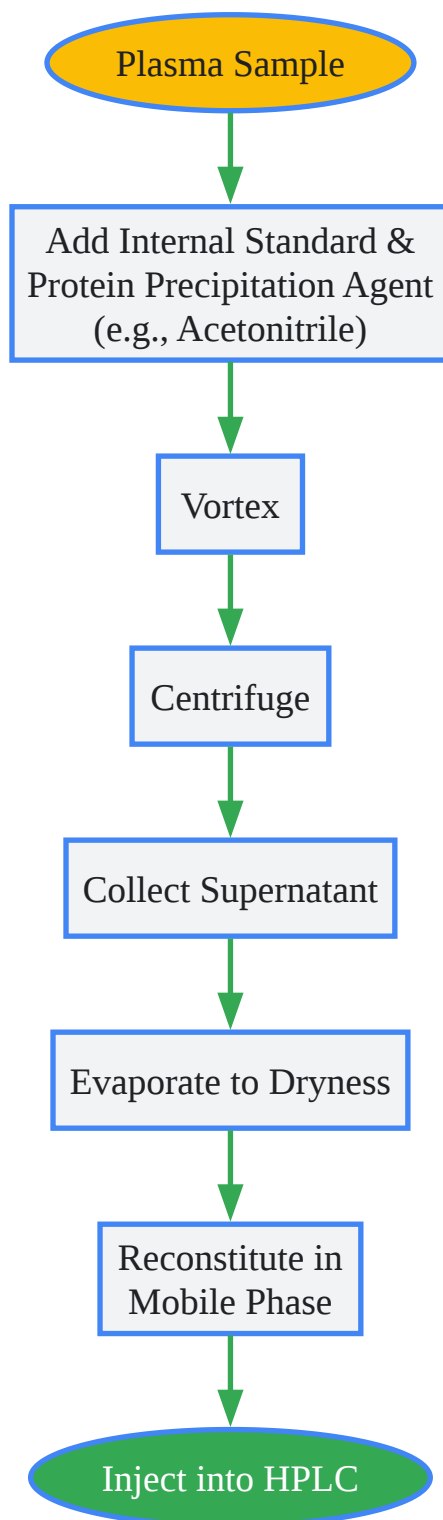 Plasma Sample
Add Internal Standard &
Protein Precipitation Agent
(e.g., Acetonitrile)
Vortex
Centrifuge
Collect Supernatant
Evaporate to Dryness
Reconstitute in
Mobile Phase
Inject into HPLC